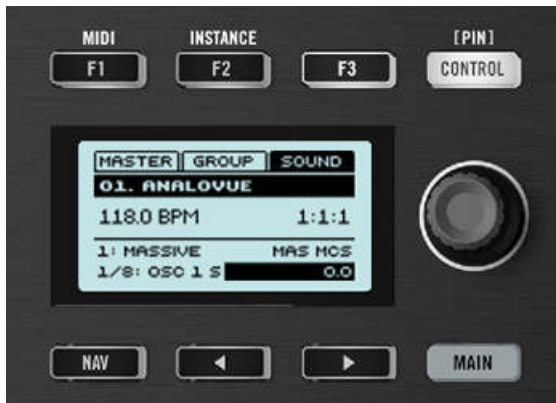 MIDI INSTANCE [PIN]
F1 F2 F3 CONTROL
MASTER GROUP SOUND
01. ANALOVUE
118.0 BPM 1:1:1
1: MASSIVE MAS MCS
1/8: OSC 1 S 0.0
NAV MAIN